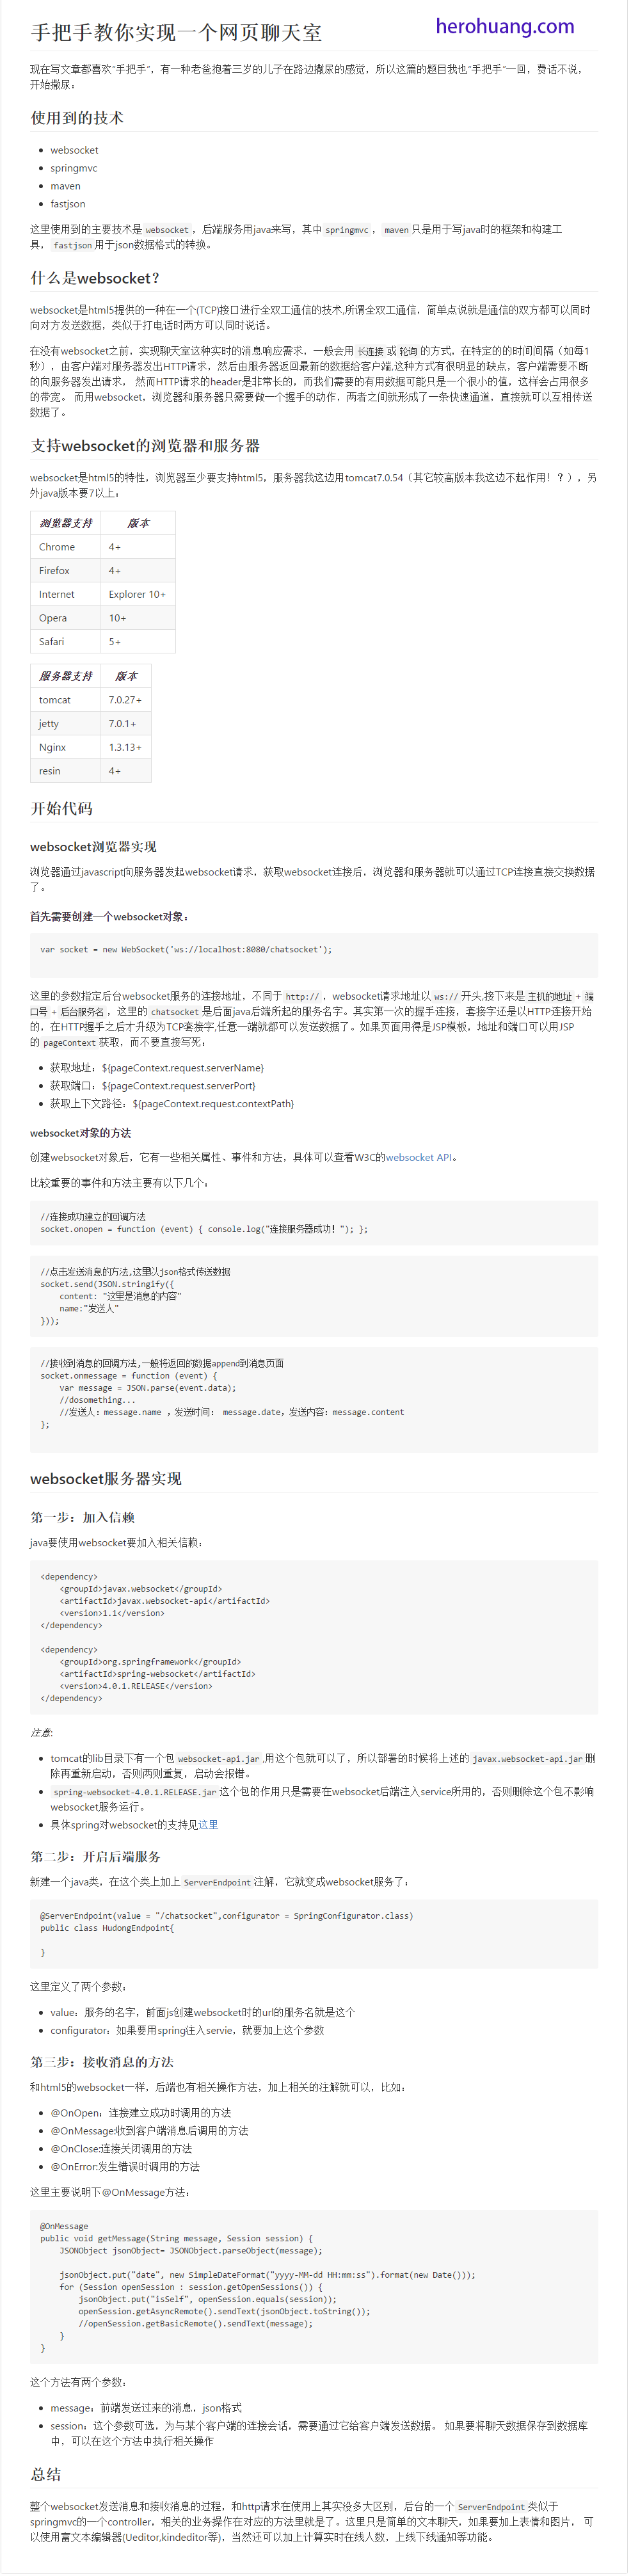 手把手教你实现一个网页聊天室
herohuang.com
现在写文章都喜欢"手把手"，有一种老爸抱着三岁的儿子在路边撒尿的感觉，所以这篇的题目我也"手把手"一回，费话不说，
开始撒尿：
使用到的技术
websocket
springmvc
maven
fastjson
这里使用到的主要技术是 websocket ，后端服务用java来写，其中 springmvc ， maven 只是用于写java时的框架和构建工
具， fastjson 用于json数据格式的转换。
什么是websocket？
websocket是html5提供的一种在一个(TCP)接口进行全双工通信的技术,所谓全双工通信，简单点说就是通信的双方都可以同时
向对方发送数据，类似于打电话时两方可以同时说话。
在没有websocket之前，实现聊天室这种实时的消息响应需求，一般会用 长连接 或 轮询 的方式，在特定的的时间间隔（如每1
秒），由客户端对服务器发出HTTP请求，然后由服务器返回最新的数据给客户端,这种方式有很明显的缺点，客户端需要不断
的向服务器发出请求， 然而HTTP请求的header是非常长的，而我们需要的有用数据可能只是一个很小的值，这样会占用很多
的带宽。 而用websocket，浏览器和服务器只需要做一个握手的动作，两者之间就形成了一条快速通道，直接就可以互相传送
数据了。
支持websocket的浏览器和服务器
websocket是html5的特性，浏览器至少要支持html5，服务器我这边用tomcat7.0.54（其它较高版本我这边不起作用！？），另
外java版本要7以上：
浏览器支持 版本
Chrome 4+
Firefox 4+
Internet Explorer 10+
Opera 10+
Safari 5+
服务器支持 版本
tomcat 7.0.27+
jetty 7.0.1+
Nginx 1.3.13+
resin 4+
开始代码
websocket浏览器实现
浏览器通过javascript向服务器发起websocket请求，获取websocket连接后，浏览器和服务器就可以通过TCP连接直接交换数据
了。
首先需要创建一个websocket对象：
var socket = new WebSocket('ws://localhost:8080/chatsocket');
这里的参数指定后台websocket服务的连接地址，不同于 http:// ，websocket请求地址以 ws:// 开头,接下来是 主机的地址 + 端
口号 + 后台服务名 ，这里的 chatsocket 是后面java后端所起的服务名字。其实第一次的握手连接，套接字还是以HTTP连接开始
的，在HTTP握手之后才升级为TCP套接字,任意一端就都可以发送数据了。如果页面用得是JSP模板，地址和端口可以用JSP
的 pageContext 获取，而不要直接写死：
获取地址：${pageContext.request.serverName}
获取端口：${pageContext.request.serverPort}
获取上下文路径：${pageContext.request.contextPath}
websocket对象的方法
创建websocket对象后，它有一些相关属性、事件和方法，具体可以查看W3C的websocket API。
比较重要的事件和方法主要有以下几个：
//连接成功建立的回调方法
socket.onopen = function (event) { console.log("连接服务器成功！"); };
//点击发送消息的方法,这里以json格式传送数据
socket.send(JSON.stringify({
content: "这里是消息的内容"
name:"发送人"
}));
//接收到消息的回调方法,一般将返回的数据append到消息页面
socket.onmessage = function (event) {
var message = JSON.parse(event.data);
//dosomething...
//发送人：message.name ，发送时间： message.date，发送内容：message.content
};
websocket服务器实现
第一步：加入信赖
java要使用websocket要加入相关信赖：
<dependency>
<groupId>javax.websocket</groupId>
<artifactId>javax.websocket-api</artifactId>
<version>1.1</version>
</dependency>
<dependency>
<groupId>org.springframework</groupId>
<artifactId>spring-websocket</artifactId>
<version>4.0.1.RELEASE</version>
</dependency>
注意:
tomcat的lib目录下有一个包 websocket-api.jar ,用这个包就可以了，所以部署的时候将上述的 javax.websocket-api.jar 删
除再重新启动，否则两则重复，启动会报错。
spring-websocket-4.0.1.RELEASE.jar 这个包的作用只是需要在websocket后端注入service所用的，否则删除这个包不影响
websocket服务运行。
具体spring对websocket的支持见这里
第二步：开启后端服务
新建一个java类，在这个类上加上 ServerEndpoint 注解，它就变成websocket服务了：
@ServerEndpoint(value = "/chatsocket",configurator = SpringConfigurator.class)
public class HudongEndpoint{
}
这里定义了两个参数：
value：服务的名字，前面js创建websocket时的url的服务名就是这个
configurator：如果要用spring注入servie，就要加上这个参数
第三步：接收消息的方法
和html5的websocket一样，后端也有相关操作方法，加上相关的注解就可以，比如：
@OnOpen：连接建立成功时调用的方法
@OnMessage:收到客户端消息后调用的方法
@OnClose:连接关闭调用的方法
@OnError:发生错误时调用的方法
这里主要说明下@OnMessage方法：
@OnMessage
public void getMessage(String message, Session session) {
JSONObject jsonObject= JSONObject.parseObject(message);
jsonObject.put("date", new SimpleDateFormat("yyyy-MM-dd HH:mm:ss").format(new Date()));
for (Session openSession : session.getOpenSessions()) {
jsonObject.put("isSelf", openSession.equals(session));
openSession.getAsyncRemote().sendText(jsonObject.toString());
//openSession.getBasicRemote().sendText(message);
}
}
这个方法有两个参数：
message：前端发送过来的消息，json格式
session：这个参数可选，为与某个客户端的连接会话，需要通过它给客户端发送数据。 如果要将聊天数据保存到数据库
中，可以在这个方法中执行相关操作
总结
整个websocket发送消息和接收消息的过程，和http请求在使用上其实没多大区别，后台的一个 ServerEndpoint 类似于
springmvc的一个controller，相关的业务操作在对应的方法里就是了。这里只是简单的文本聊天，如果要加上表情和图片， 可
以使用富文本编辑器(Ueditor,kindeditor等)，当然还可以加上计算实时在线人数，上线下线通知等功能。